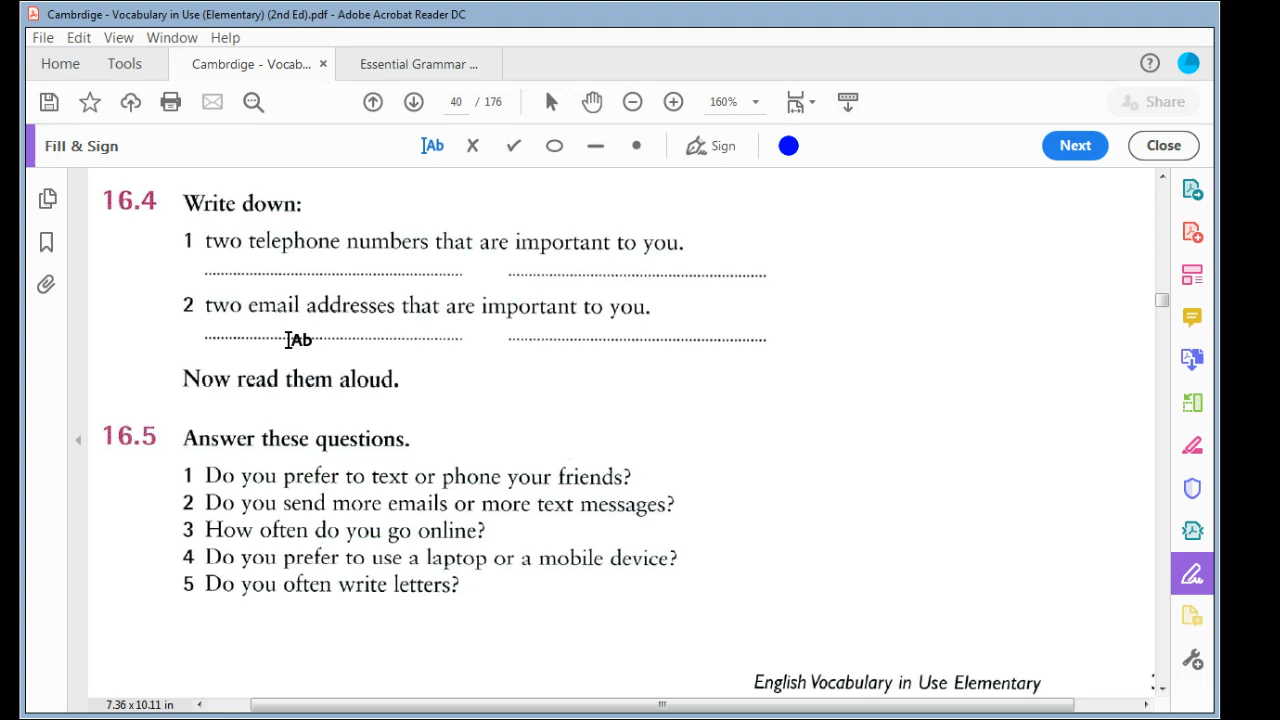 Cambrdige - Vocabulary in Use (Elementary) (2nd Ed).pdf - Adobe Acrobat Reader DC
File Edit View Window Help
Home Tools Cambrdige - Vocab... × Essential Grammar ...
40 / 176 160% Share
Fill & Sign Ab Sign Next Close
16.4 Write down:
1 two telephone numbers that are important to you.
2 two email addresses that are important to you.
Ab
Now read them aloud.
16.5 Answer these questions.
1 Do you prefer to text or phone your friends?
2 Do you send more emails or more text messages?
3 How often do you go online?
4 Do you prefer to use a laptop or a mobile device?
5 Do you often write letters?
English Vocabulary in Use Elementary
7.36 x 10.11 in